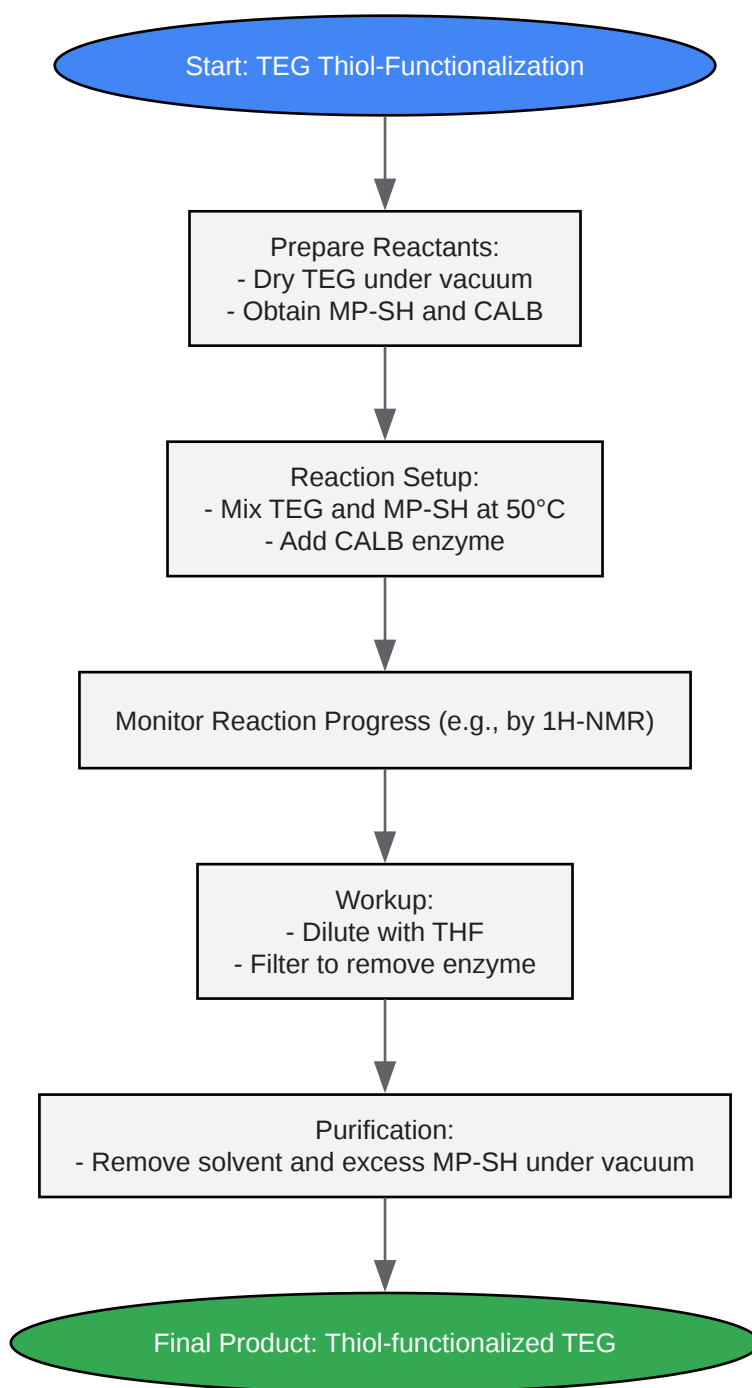 Start: TEG Thiol-Functionalization
Prepare Reactants:
- Dry TEG under vacuum
- Obtain MP-SH and CALB
Reaction Setup:
- Mix TEG and MP-SH at 50°C
- Add CALB enzyme
Monitor Reaction Progress (e.g., by 1H-NMR)
Workup:
- Dilute with THF
- Filter to remove enzyme
Purification:
- Remove solvent and excess MP-SH under vacuum
Final Product: Thiol-functionalized TEG